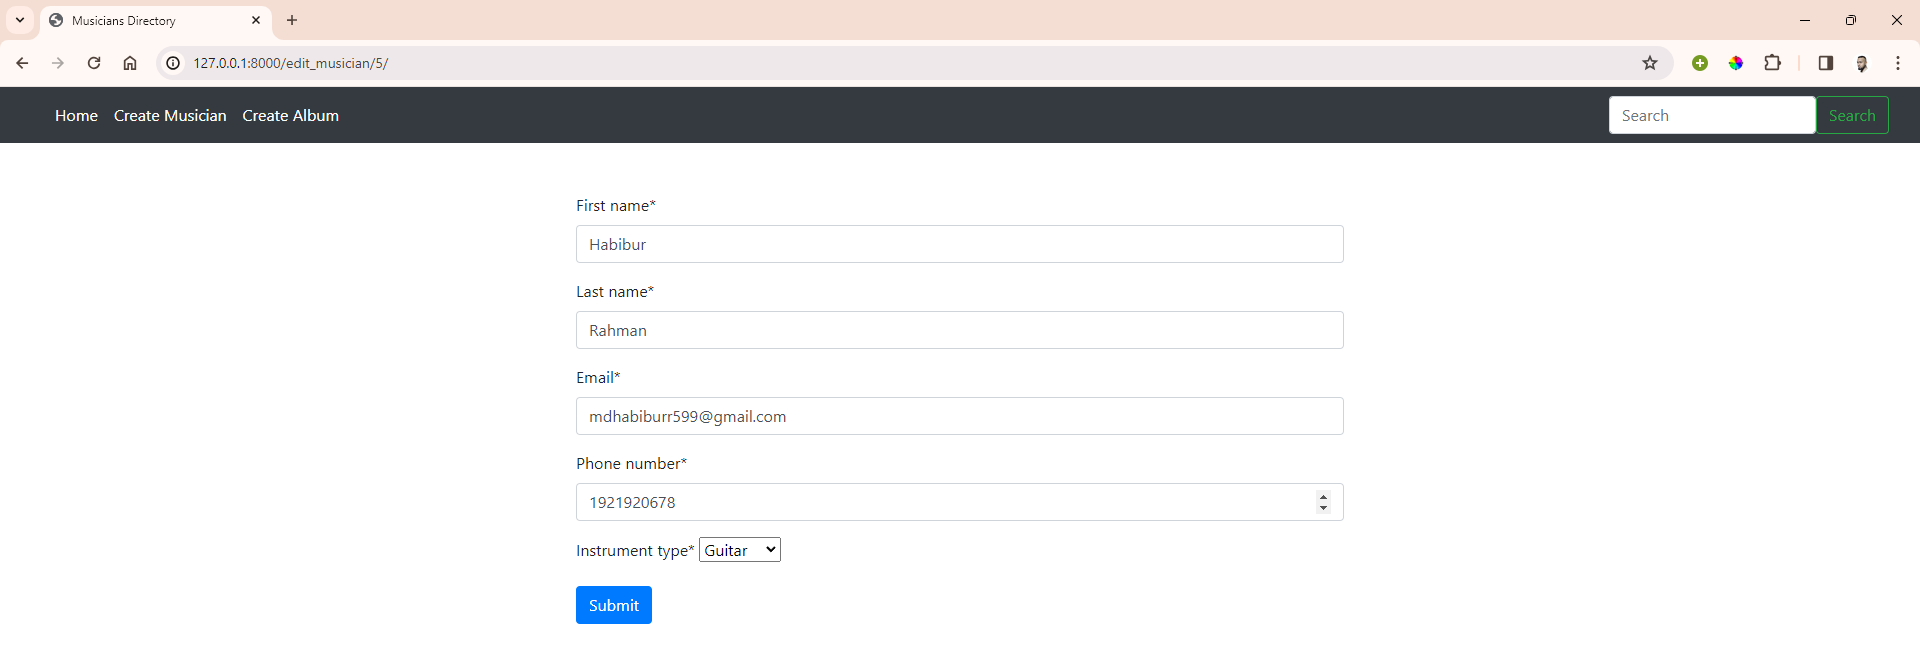 Musicians Directory
127.0.0.1:8000/edit_musician/5/
Home Create Musician Create Album Search Search
First name*
Habibur
Last name*
Rahman
Email*
mdhabiburr599@gmail.com
Phone number*
1921920678
Instrument type* Guitar
Submit